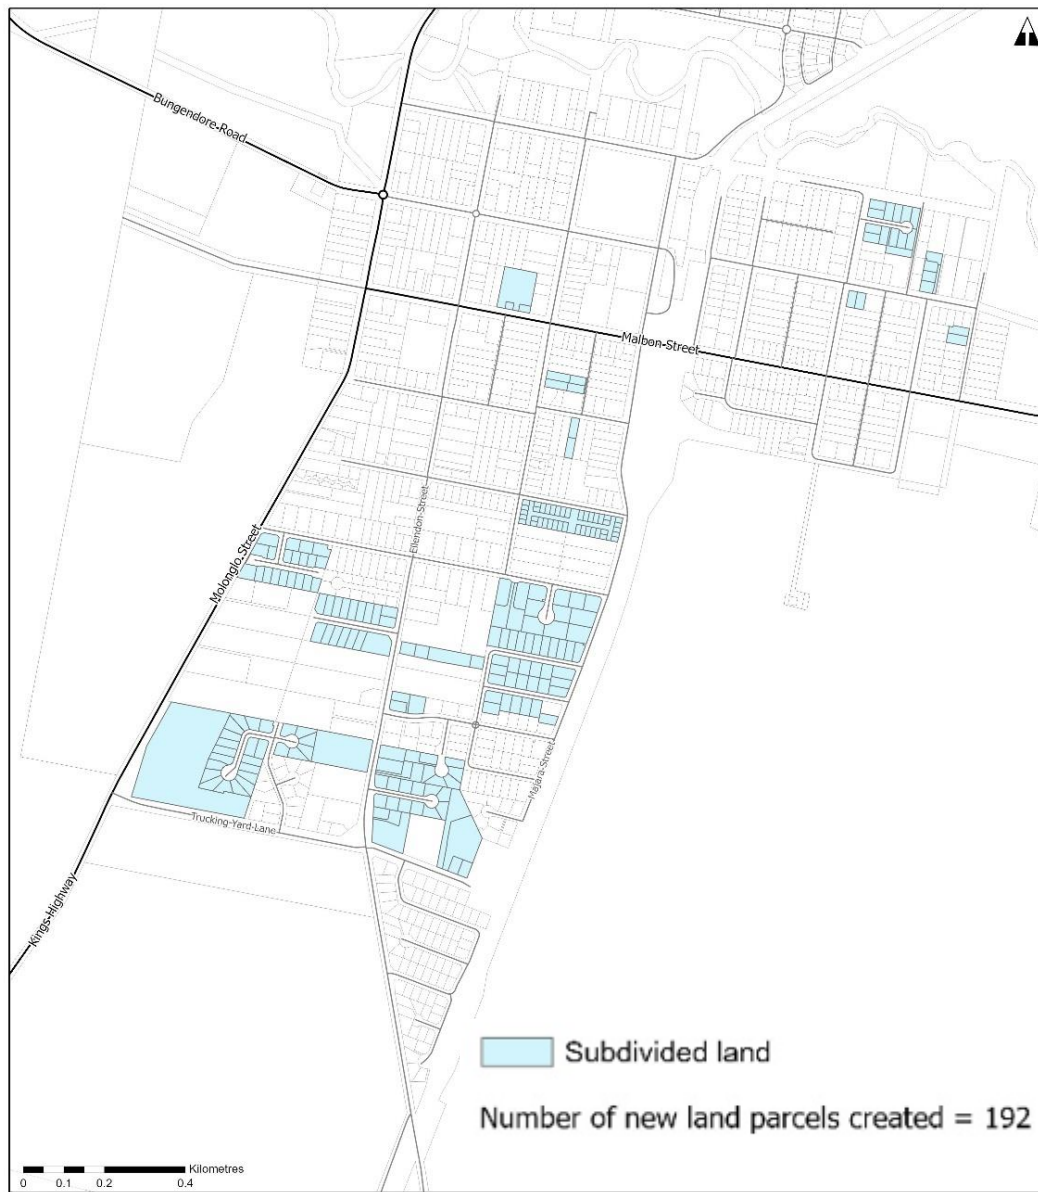 Bungendore Road
Malbon Street
Ellendon Street
Molonglo Street
Majara Street
Trucking Yard Lane
Kings Highway
Subdivided land
Number of new land parcels created = 192
Kilometres
0 0.1 0.2 0.4